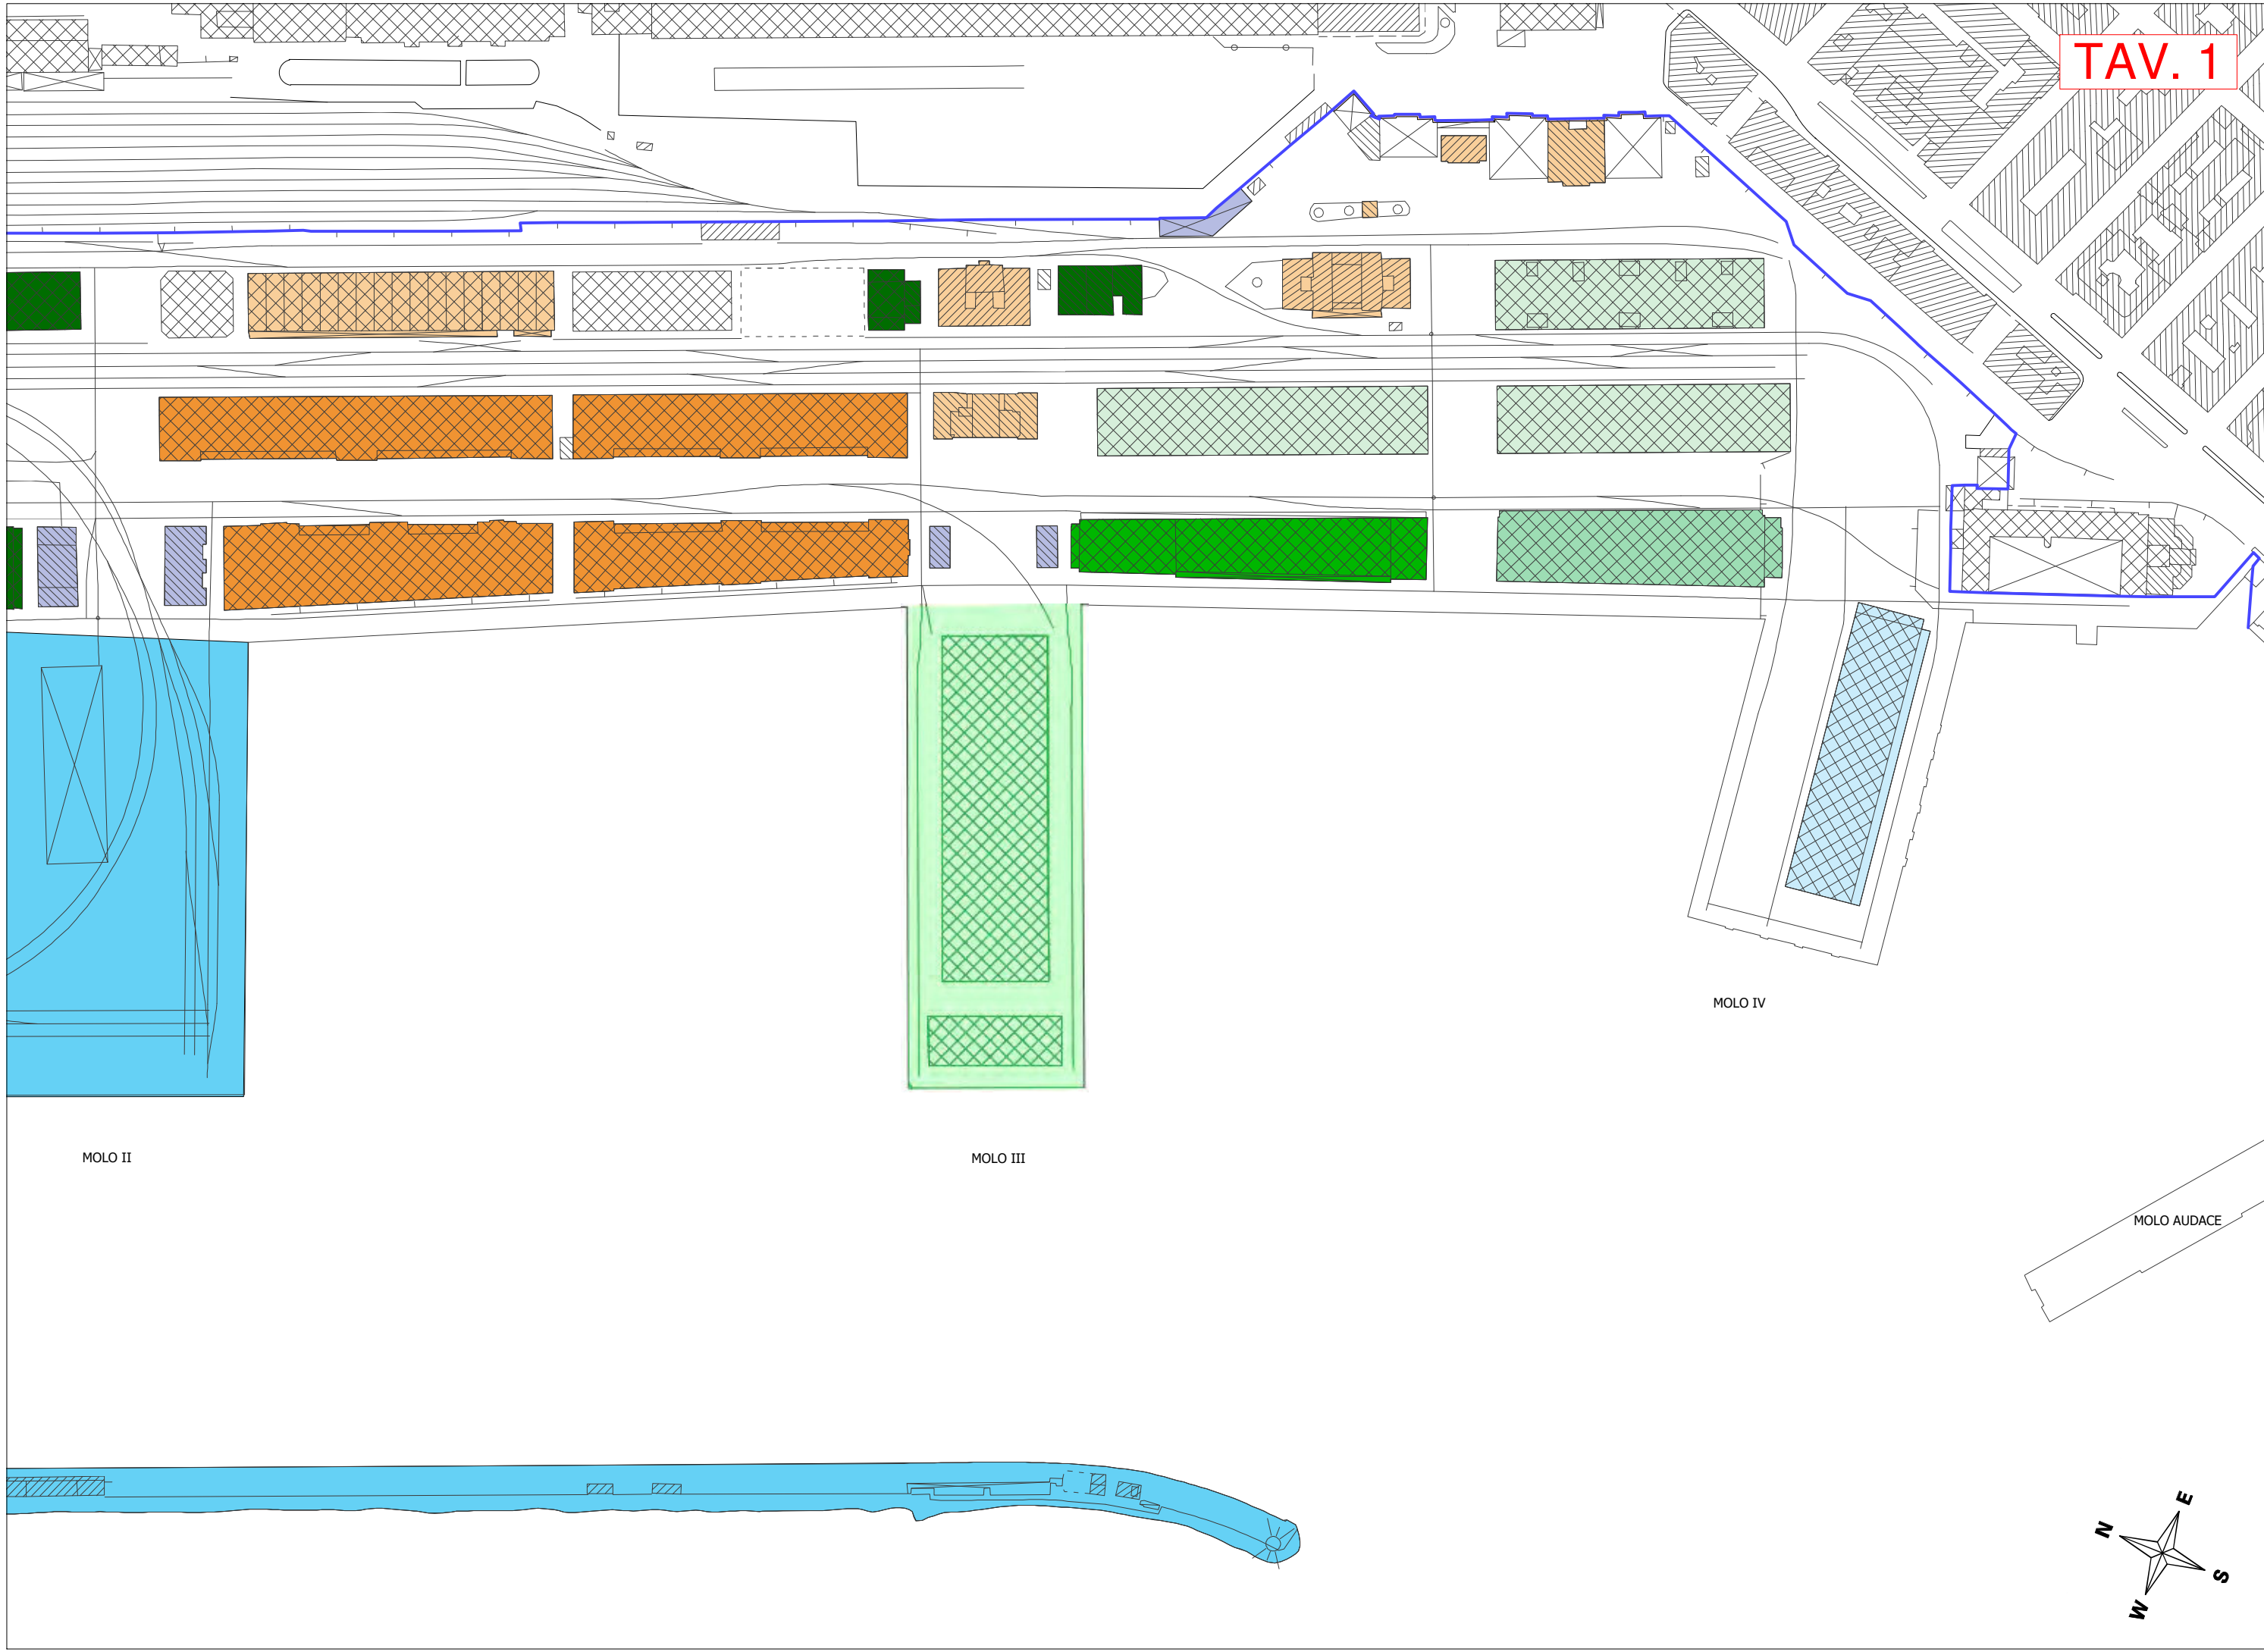 TAV. 1
MOLO IV
MOLO II
MOLO III
MOLO AUDACE
E
N
S
W